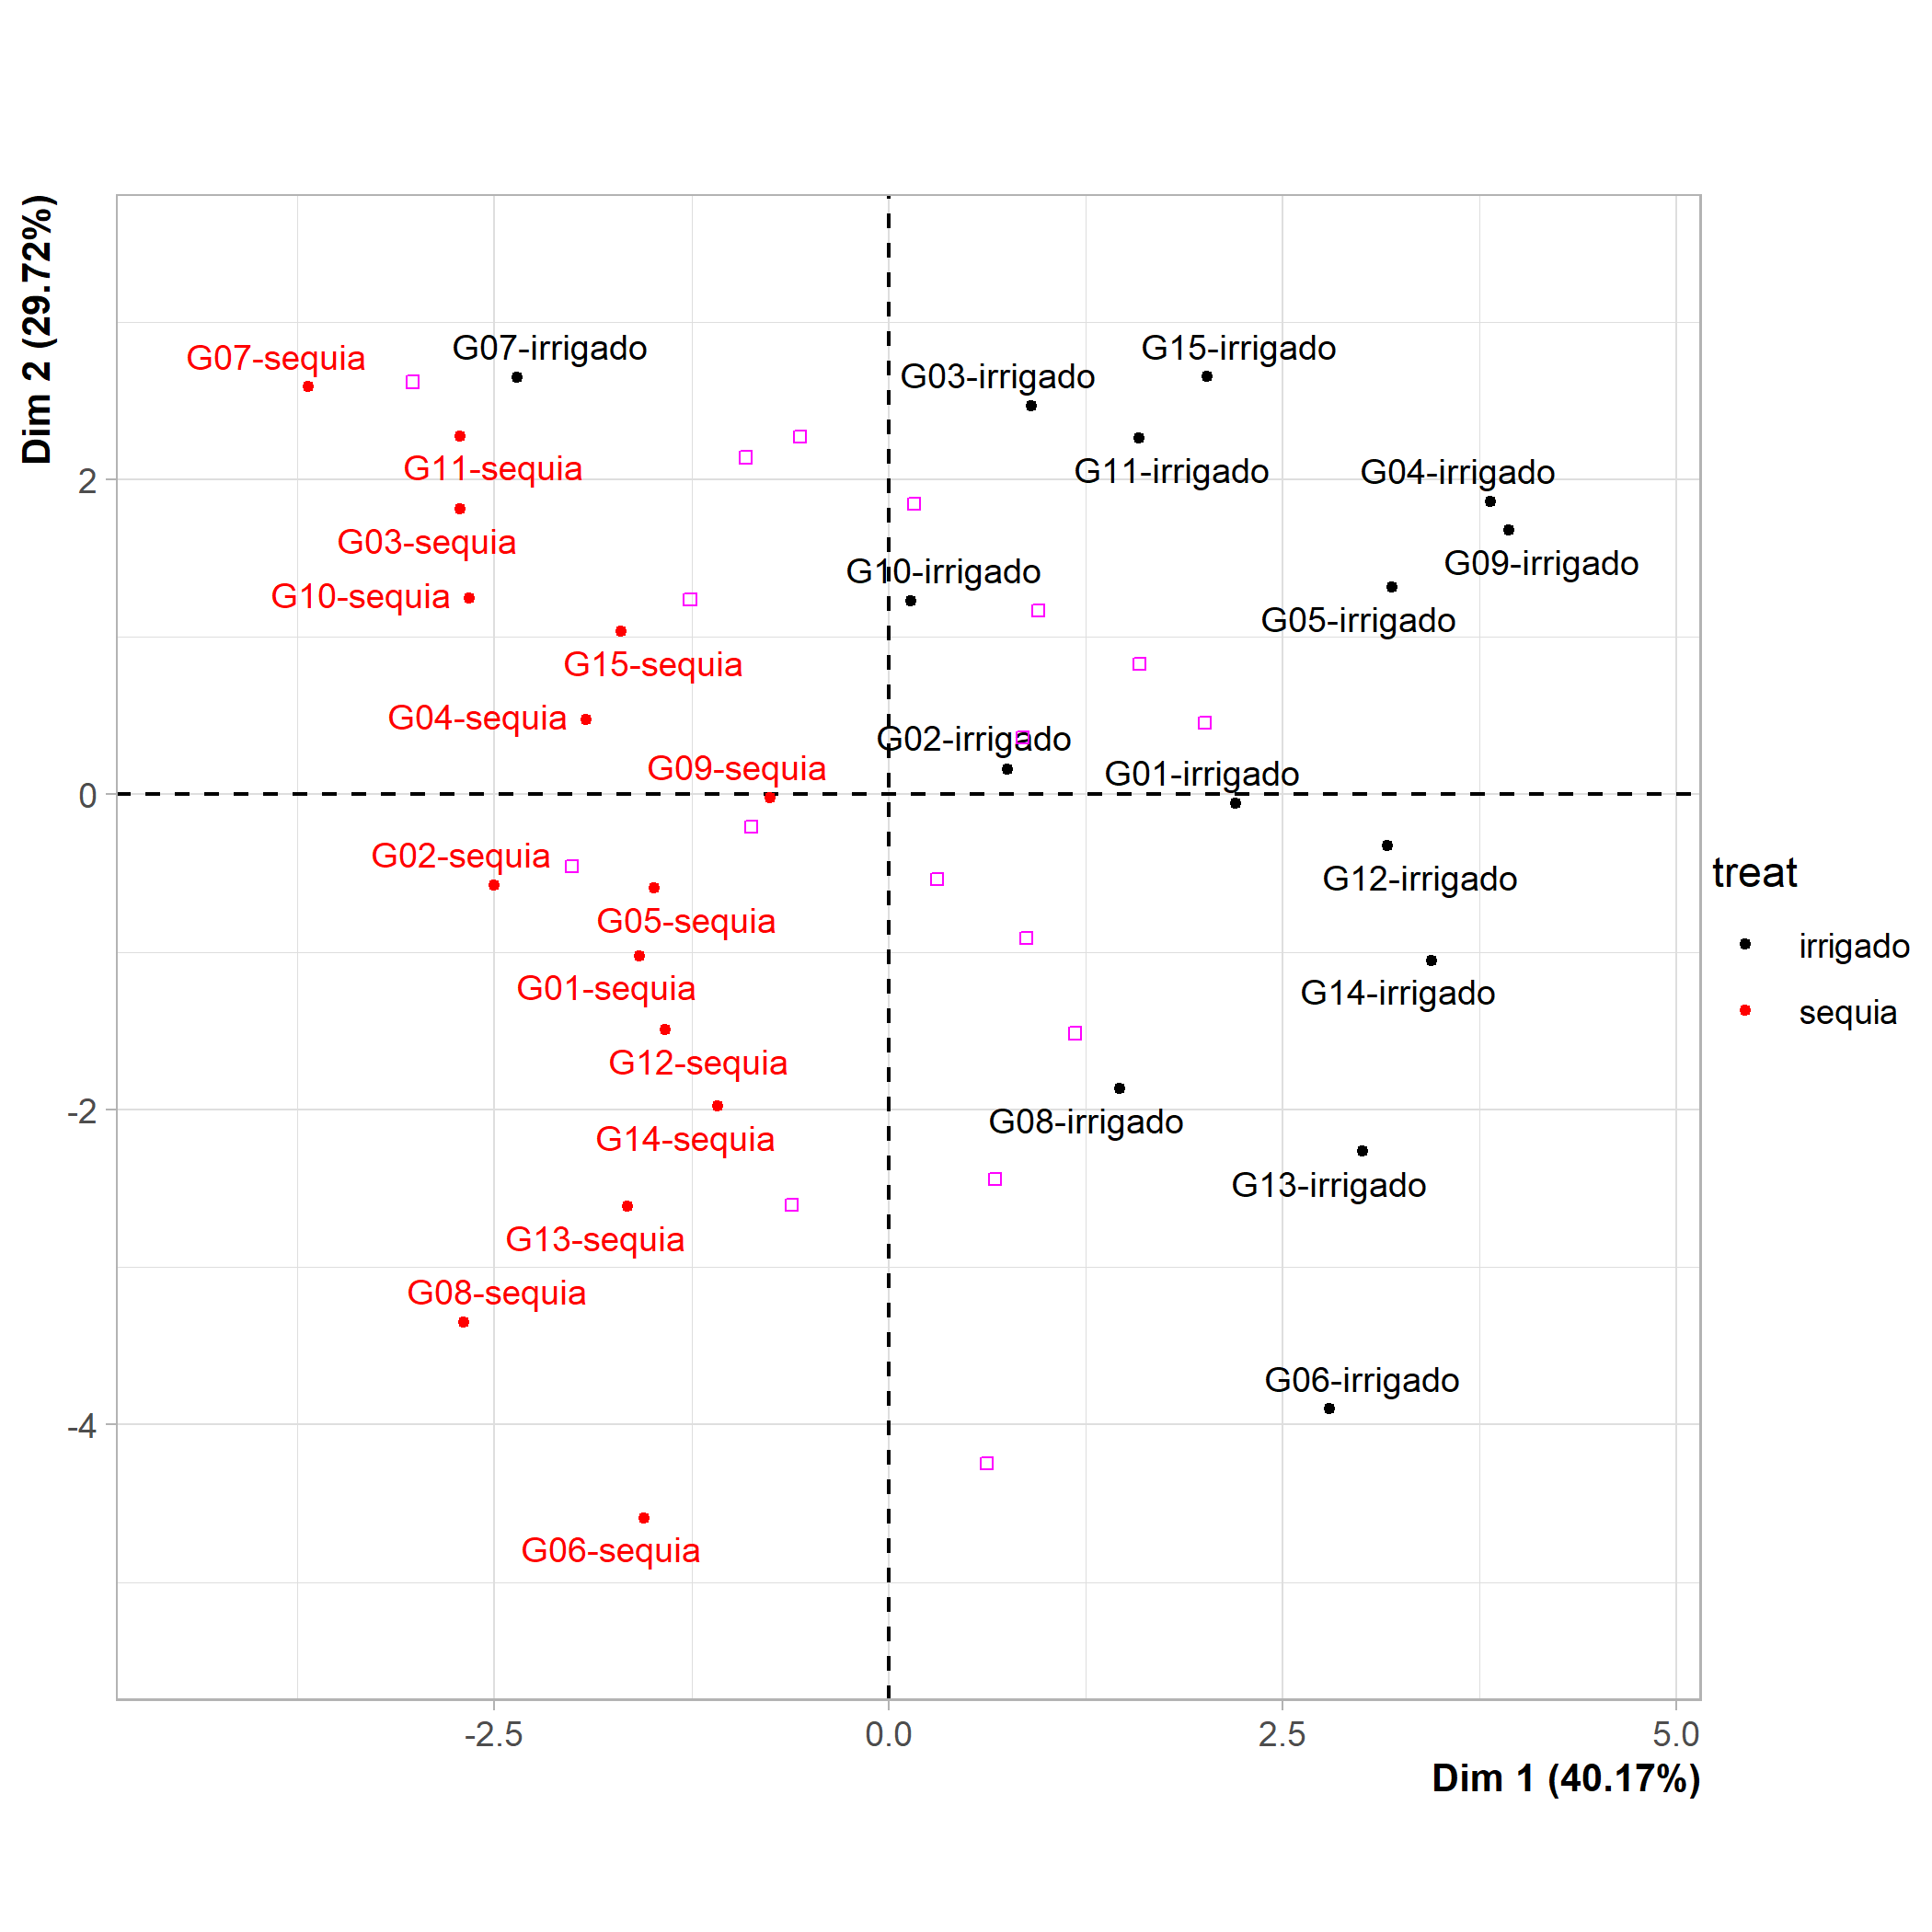 Dim 2 (29.72%)
G07-sequia
G07-irrigado
G15-irrigado
G03-irrigado
G11-sequia
G11-irrigado
G04-irrigado
2
G03-sequia
G09-irrigado
G10-irrigado
G10-sequia
G05-irrigado
G15-sequia
G04-sequia
G02-irrigado
G09-sequia
G01-irrigado
0
G02-sequia
G12-irrigado
treat
G05-sequia
irrigado
G01-sequia
G14-irrigado
sequia
G12-sequia
-2
G08-irrigado
G14-sequia
G13-irrigado
G13-sequia
G08-sequia
G06-irrigado
-4
G06-sequia
-2.5 0.0 2.5 5.0
Dim 1 (40.17%)